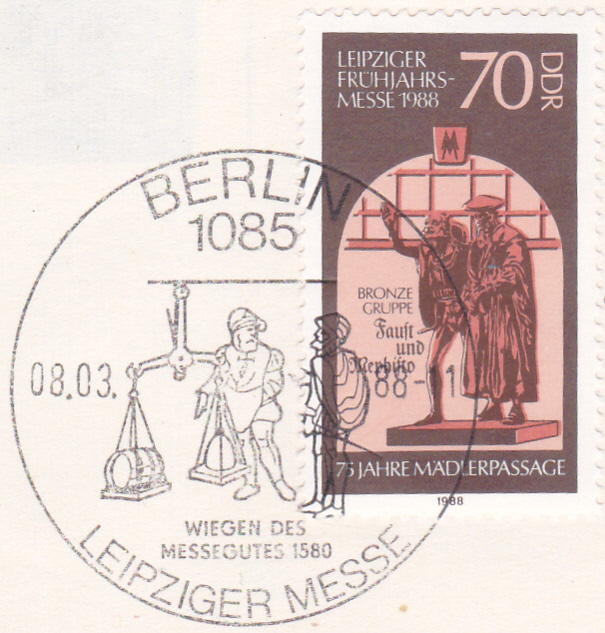 LEIPZIGER
FRÜHJAHRS-
MESSE 1988
70
DDR
M
BRONZE
GRUPPE
Faust
und
Mephisto
75 JAHRE MÄDLERPASSAGE
1988
BERLIN
1085
08.03. 88-11
WIEGEN DES
MESSEGUTES 1580
LEIPZIGER MESSE